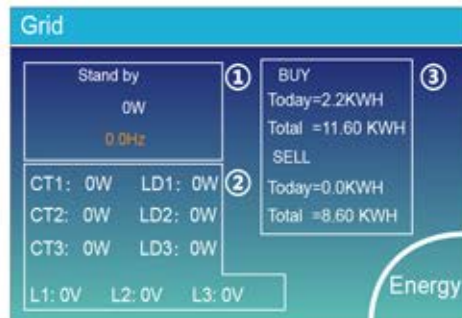 Grid
Stand by
0W
0.0Hz
①
CT1: 0W LD1: 0W
②
CT2: 0W LD2: 0W
CT3: 0W LD3: 0W
L1: 0V L2: 0V L3: 0V
BUY
③
Today=2.2KWH
Total =11.60 KWH
SELL
Today=0.0KWH
Total =8.60 KWH
Energy